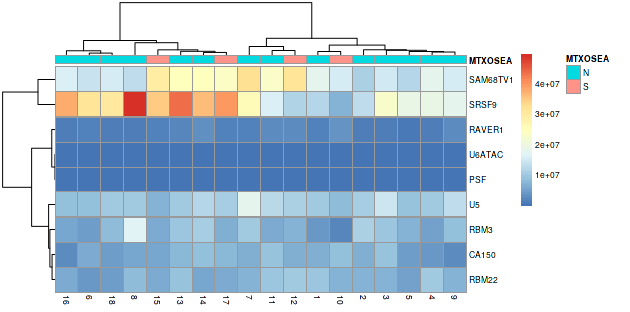 MTXOSEA
SAM68TV1
SRSF9
RAVER1
U6ATAC
PSF
U5
RBM3
CA150
RBM22
16 6 18 8 15 13 14 17 7 11 12 1 10 2 3 5 4 9
4e+07
3e+07
2e+07
1e+07
MTXOSEA
N
S